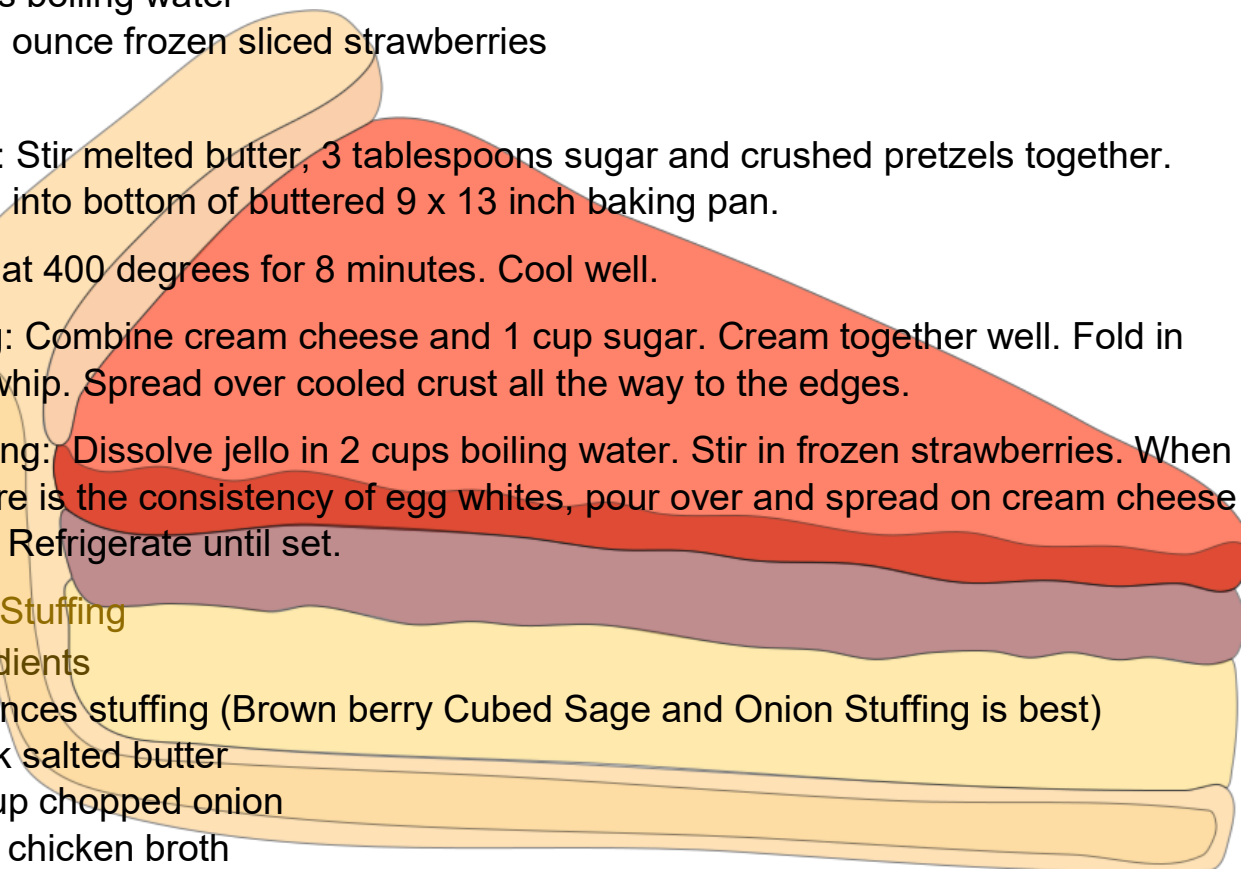 s boiling water
ounce frozen sliced strawberries
: Stir melted butter, 3 tablespoons sugar and crushed pretzels together.
into bottom of buttered 9 x 13 inch baking pan.
at 400 degrees for 8 minutes. Cool well.
g: Combine cream cheese and 1 cup sugar. Cream together well. Fold in
whip. Spread over cooled crust all the way to the edges.
ng: Dissolve jello in 2 cups boiling water. Stir in frozen strawberries. When
re is the consistency of egg whites, pour over and spread on cream cheese
Refrigerate until set.
Stuffing
dients
nces stuffing (Brown berry Cubed Sage and Onion Stuffing is best)
k salted butter
up chopped onion
chicken broth